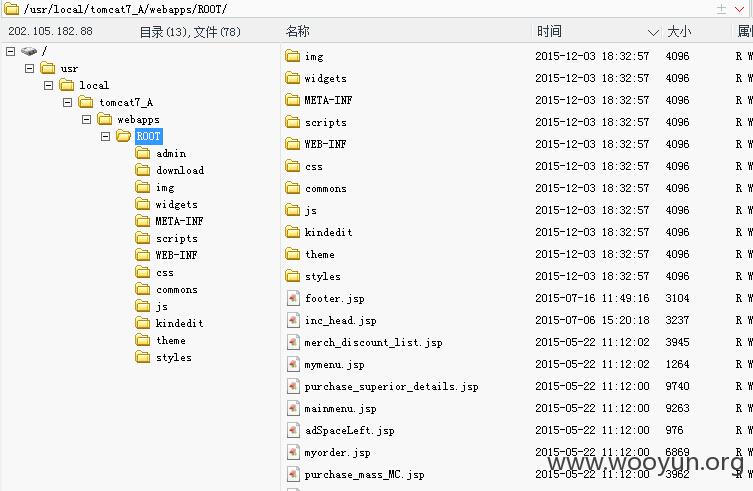 /usr/local/tomcat7_A/webapps/ROOT/
202.105.182.88 目录(13),文件(78) 名称 时间 大小 属
/
usr
local
tomcat7_A
webapps
ROOT
admin
download
img
widgets
META-INF
scripts
WEB-INF
css
commons
js
kindedit
theme
styles
img 2015-12-03 18:32:57 4096 R W
widgets 2015-12-03 18:32:57 4096 R W
META-INF 2015-12-03 18:32:57 4096 R W
scripts 2015-12-03 18:32:57 4096 R W
WEB-INF 2015-12-03 18:32:57 4096 R W
css 2015-12-03 18:32:57 4096 R W
commons 2015-12-03 18:32:57 4096 R W
js 2015-12-03 18:32:57 4096 R W
kindedit 2015-12-03 18:32:57 4096 R W
theme 2015-12-03 18:32:57 4096 R W
styles 2015-12-03 18:32:57 4096 R W
footer.jsp 2015-07-16 11:49:16 3104 R W
inc_head.jsp 2015-07-06 15:20:18 3237 R W
merch_discount_list.jsp 2015-05-22 11:12:02 3945 R W
mymenu.jsp 2015-05-22 11:12:02 1264 R W
purchase_superior_details.jsp 2015-05-22 11:12:00 9740 R W
mainmenu.jsp 2015-05-22 11:12:00 9263 R W
adSpaceLeft.jsp 2015-05-22 11:12:00 976 R W
myorder.jsp 2015-05-22 11:12:00 6869 R W
purchase_mass_MC.jsp 2015-05-22 11:12:00 3962 R W
www.wooyun.org